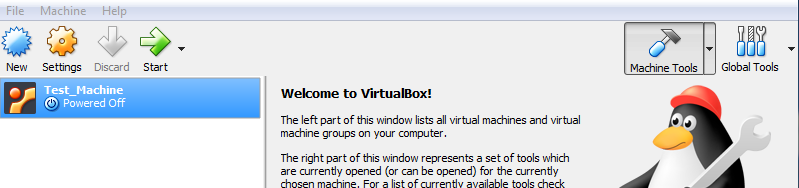 File Machine Help
New Settings Discard Start Machine Tools Global Tools
Test_Machine
Powered Off
Welcome to VirtualBox!
The left part of this window lists all virtual machines and virtual
machine groups on your computer.
The right part of this window represents a set of tools which
are currently opened (or can be opened) for the currently
chosen machine. For a list of currently available tools check